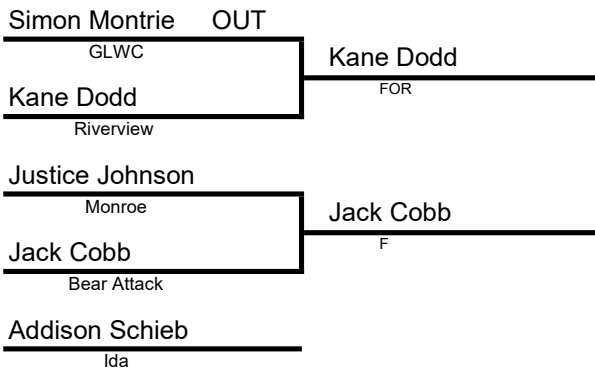 Simon Montrie OUT
GLWC
Kane Dodd
Riverview
Kane Dodd
FOR
Justice Johnson
Monroe
Jack Cobb
Bear Attack
Jack Cobb
F
Addison Schieb
Ida